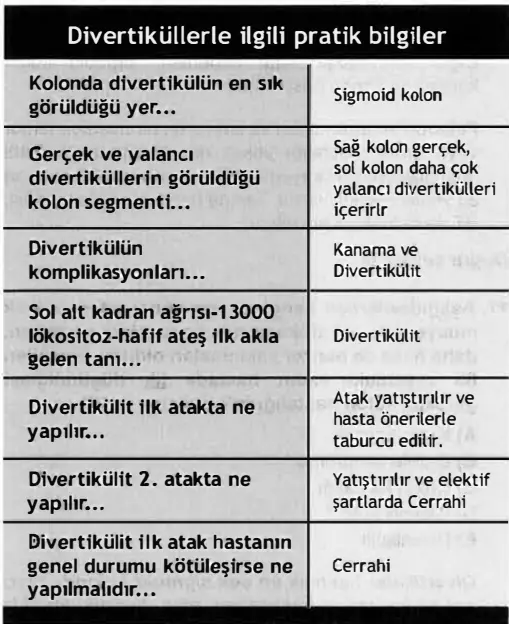 Divertiküllerle ilgili pratik bilgiler
Kolonda divertikülün en sık
görüldüğü yer...
Sigmoid kolon
Gerçek ve yalancı
divertiküllerin görüldüğü
kolon segmenti...
Sağ kolon gerçek,
sol kolon daha çok
yalancı divertikülleri
içerirlr
Divertikülün
komplikasyonları...
Kanama ve
Divertikülit
Sol alt kadran ağrısı-13000
lökositoz-hafif ateş ilk akla
gelen tanı...
Divertikülit
Divertikülit ilk atakta ne
yapılır...
Atak yatıştırılır ve
hasta önerilerle
taburcu edilir.
Divertikülit 2. atakta ne
yapılır...
Yatıştırılır ve elektif
şartlarda Cerrahi
Divertikülit ilk atak hastanın
genel durumu kötüleşirse ne
yapılmalıdır...
Cerrahi